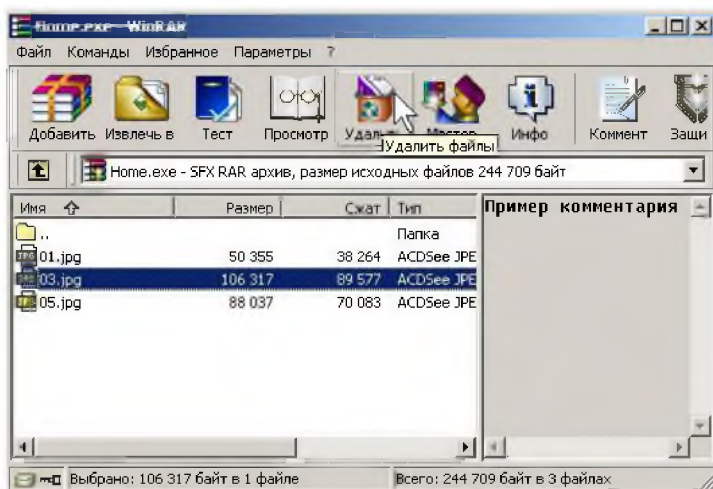 Home.exe - WinRAR
Файл Команды Избранное Параметры ?
Добавить Извлечь в Тест Просмотр Инфо Коммент Защи
Удалить файлы
Home.exe - SFX RAR архив, размер исходных файлов 244 709 байт
Имя Размер Сжат Тип Пример комментария
.. Папка
01.jpg 50 355 38 264 ACDSee JPE
03.jpg 106 317 89 577 ACDSee JPE
05.jpg 88 037 70 083 ACDSee JPE
Выбрано: 106 317 байт в 1 файле Всего: 244 709 байт в 3 файлах